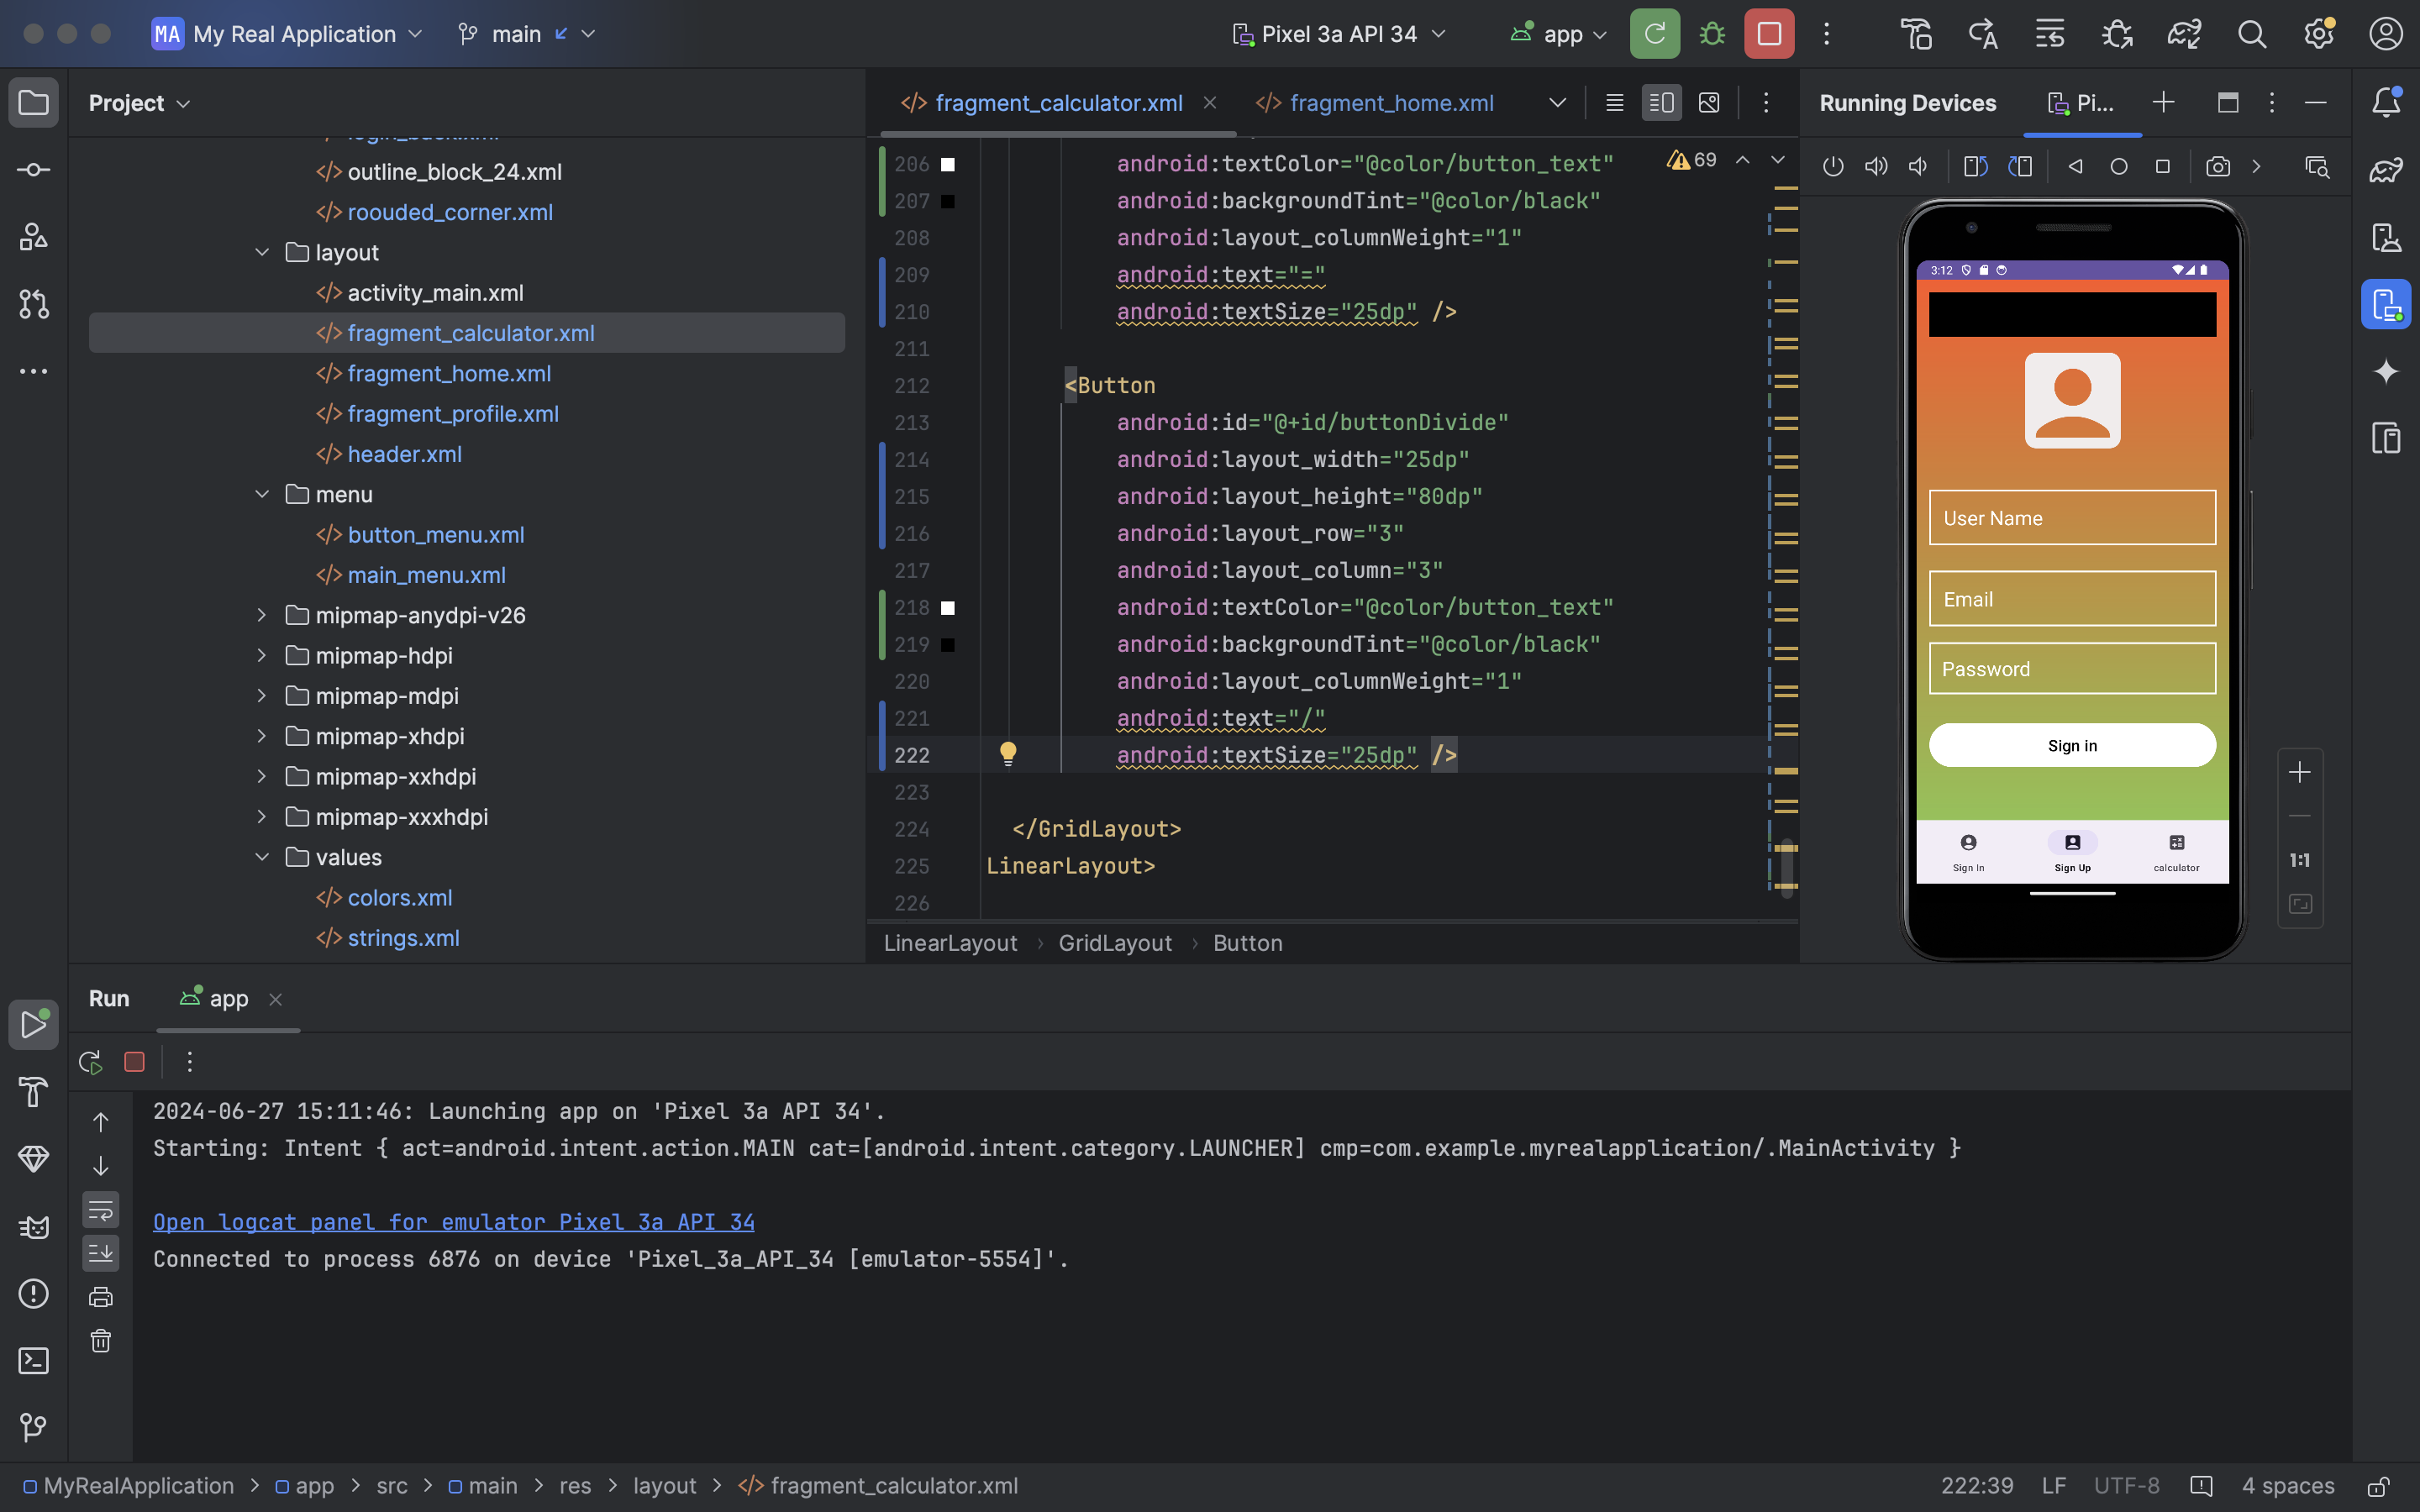 MA My Real Application main Pixel 3a API 34 app
Project
outline_block_24.xml
roouded_corner.xml
layout
activity_main.xml
fragment_calculator.xml
fragment_home.xml
fragment_profile.xml
header.xml
menu
button_menu.xml
main_menu.xml
mipmap-anydpi-v26
mipmap-hdpi
mipmap-mdpi
mipmap-xhdpi
mipmap-xxhdpi
mipmap-xxxhdpi
values
colors.xml
strings.xml
</> fragment_calculator.xml </> fragment_home.xml
69
206 android:textColor="@color/button_text"
207 android:backgroundTint="@color/black"
208 android:layout_columnWeight="1"
209 android:text="="
210 android:textSize="25dp" />
211
212 <Button
213 android:id="@+id/buttonDivide"
214 android:layout_width="25dp"
215 android:layout_height="80dp"
216 android:layout_row="3"
217 android:layout_column="3"
218 android:textColor="@color/button_text"
219 android:backgroundTint="@color/black"
220 android:layout_columnWeight="1"
221 android:text="/"
222 android:textSize="25dp" />
223
224 </GridLayout>
225 LinearLayout>
226
LinearLayout › GridLayout › Button
Running Devices Pi...
3:12
User Name
Email
Password
Sign in
Sign In Sign Up calculator
1:1
Run app
2024-06-27 15:11:46: Launching app on 'Pixel 3a API 34'.
Starting: Intent { act=android.intent.action.MAIN cat=[android.intent.category.LAUNCHER] cmp=com.example.myrealapplication/.MainActivity }
Open logcat panel for emulator Pixel 3a API 34
Connected to process 6876 on device 'Pixel_3a_API_34 [emulator-5554]'.
MyRealApplication > app > src > main > res > layout > </> fragment_calculator.xml
222:39 LF UTF-8 4 spaces